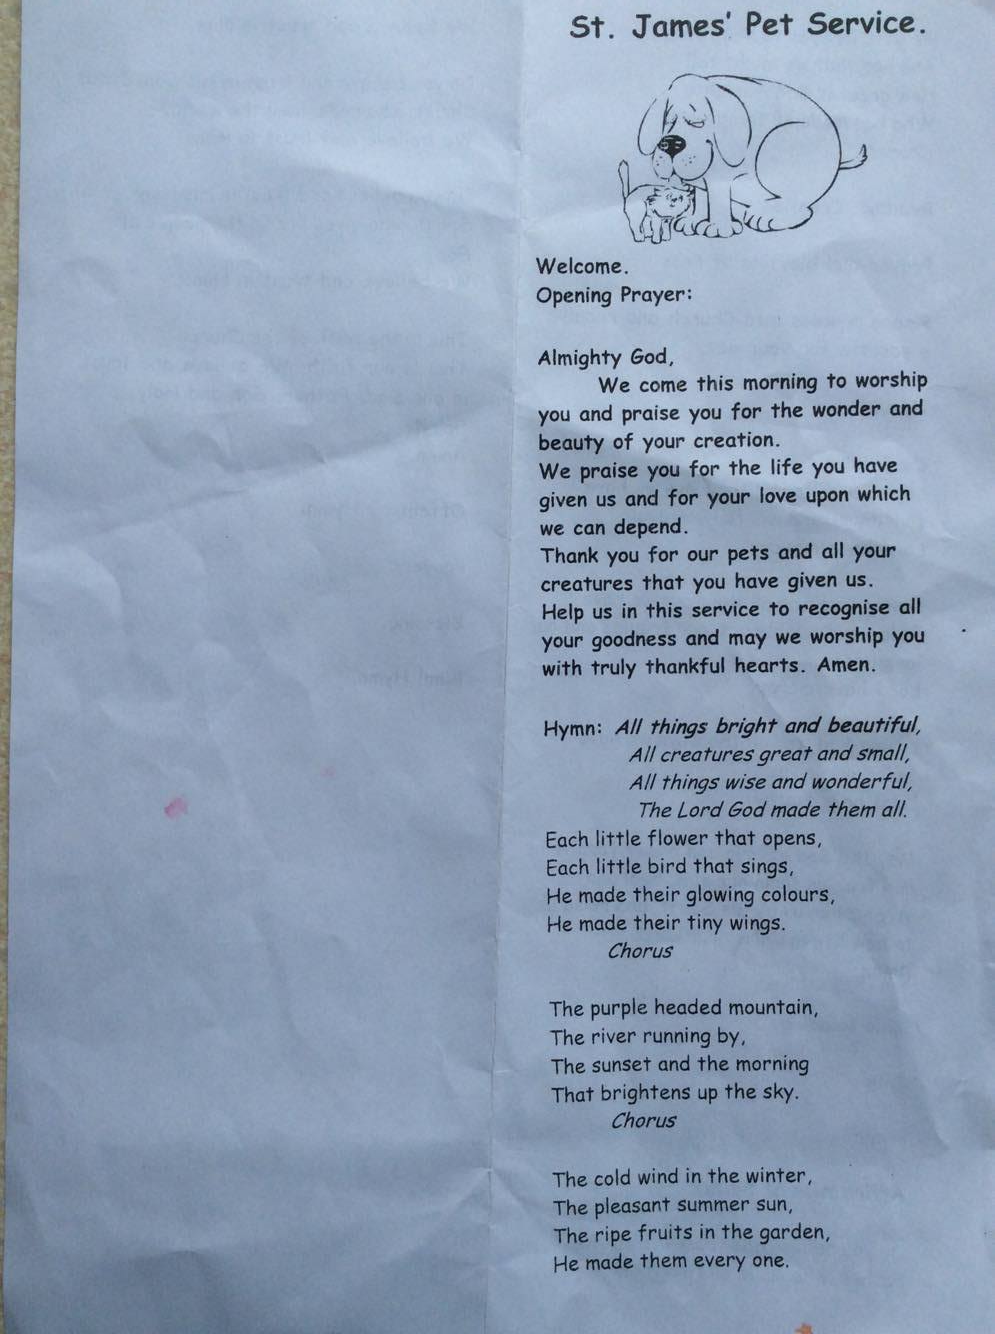 St. James' Pet Service.
Welcome.
Opening Prayer:
Almighty God,
We come this morning to worship
you and praise you for the wonder and
beauty of your creation.
We praise you for the life you have
given us and for your love upon which
we can depend.
Thank you for our pets and all your
creatures that you have given us.
Help us in this service to recognise all
your goodness and may we worship you
with truly thankful hearts. Amen.
Hymn: All things bright and beautiful,
All creatures great and small,
All things wise and wonderful,
The Lord God made them all.
Each little flower that opens,
Each little bird that sings,
He made their glowing colours,
He made their tiny wings.
Chorus
The purple headed mountain,
The river running by,
The sunset and the morning
That brightens up the sky.
Chorus
The cold wind in the winter,
The pleasant summer sun,
The ripe fruits in the garden,
He made them every one.